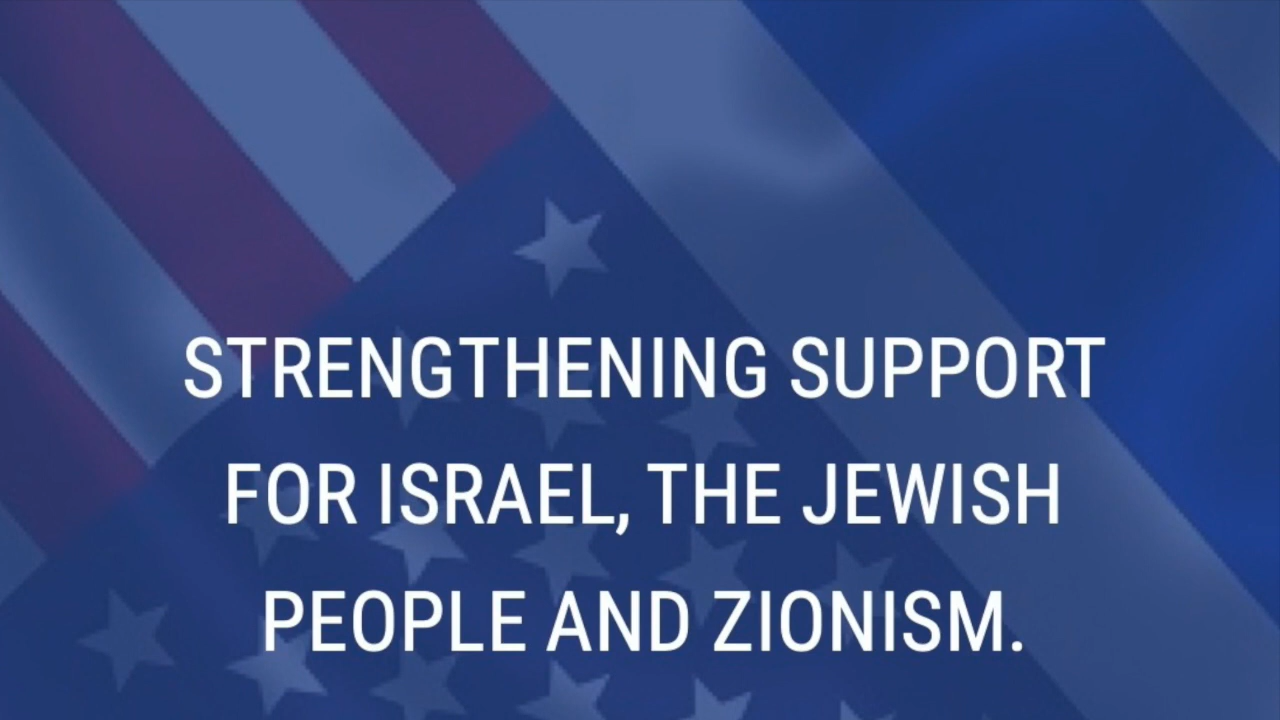 STRENGTHENING SUPPORT
FOR ISRAEL, THE JEWISH
PEOPLE AND ZIONISM.